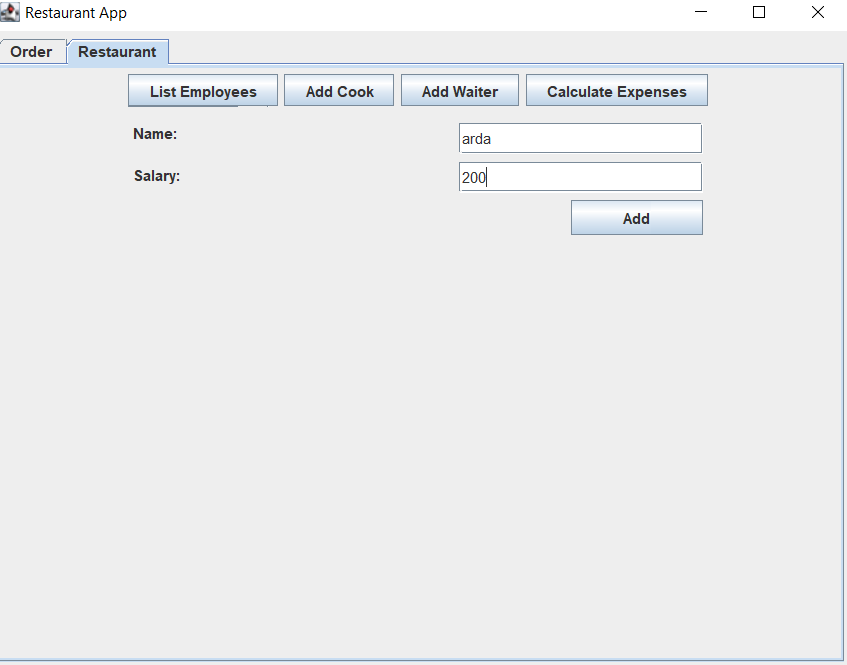 Restaurant App
Order Restaurant
List Employees Add Cook Add Waiter Calculate Expenses
Name: arda
Salary: 200
Add